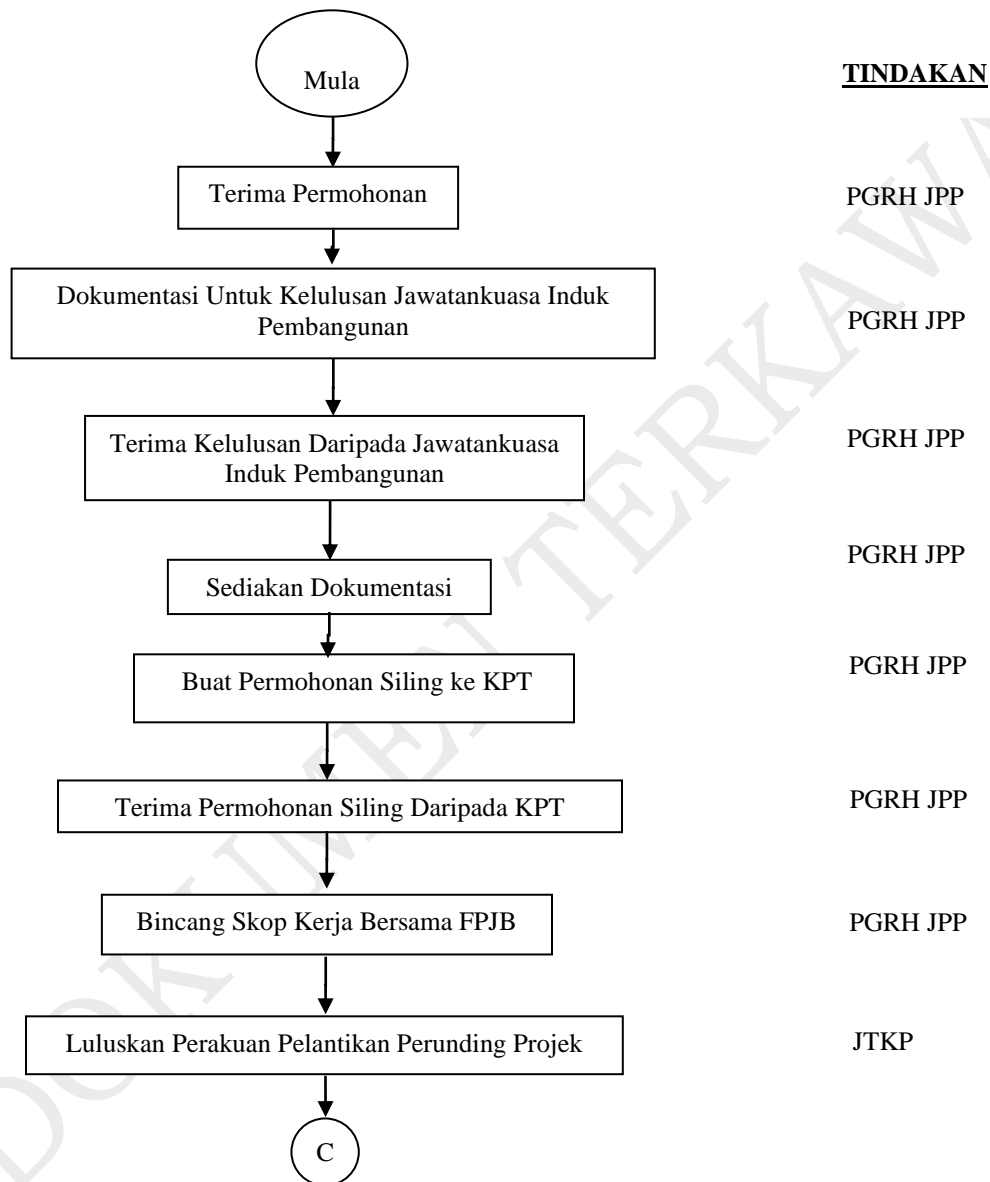 Mula
TINDAKAN
Terima Permohonan
PGRH JPP
Dokumentasi Untuk Kelulusan Jawatankuasa Induk
Pembangunan
PGRH JPP
Terima Kelulusan Daripada Jawatankuasa
Induk Pembangunan
PGRH JPP
Sediakan Dokumentasi
PGRH JPP
Buat Permohonan Siling ke KPT
PGRH JPP
Terima Permohonan Siling Daripada KPT
PGRH JPP
Bincang Skop Kerja Bersama FPJB
PGRH JPP
Luluskan Perakuan Pelantikan Perunding Projek
JTKP
C
DOKUMEN TERKAWA